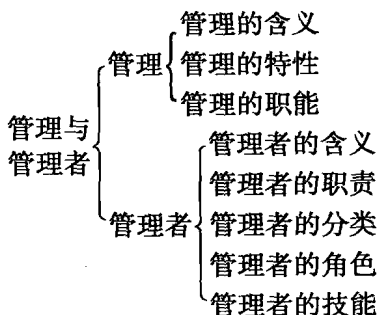 管理与
管理者
管理
管理的含义
管理的特性
管理的职能
管理者
管理者的含义
管理者的职责
管理者的分类
管理者的角色
管理者的技能